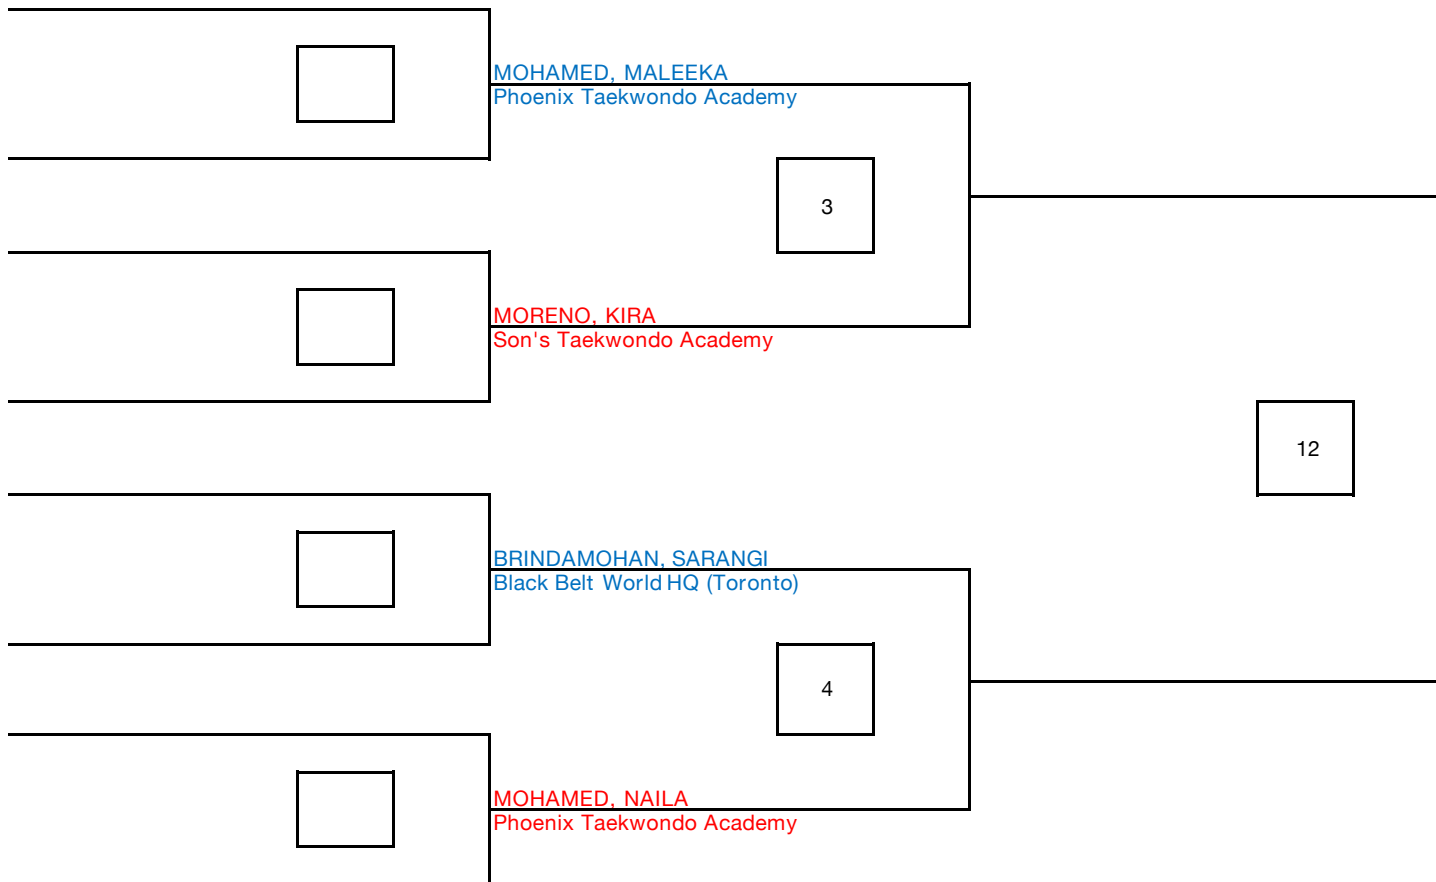 MOHAMED, MALEEKA
Phoenix Taekwondo Academy
3
MORENO, KIRA
Son's Taekwondo Academy
12
BRINDAMOHAN, SARANGI
Black Belt World HQ (Toronto)
4
MOHAMED, NAILA
Phoenix Taekwondo Academy